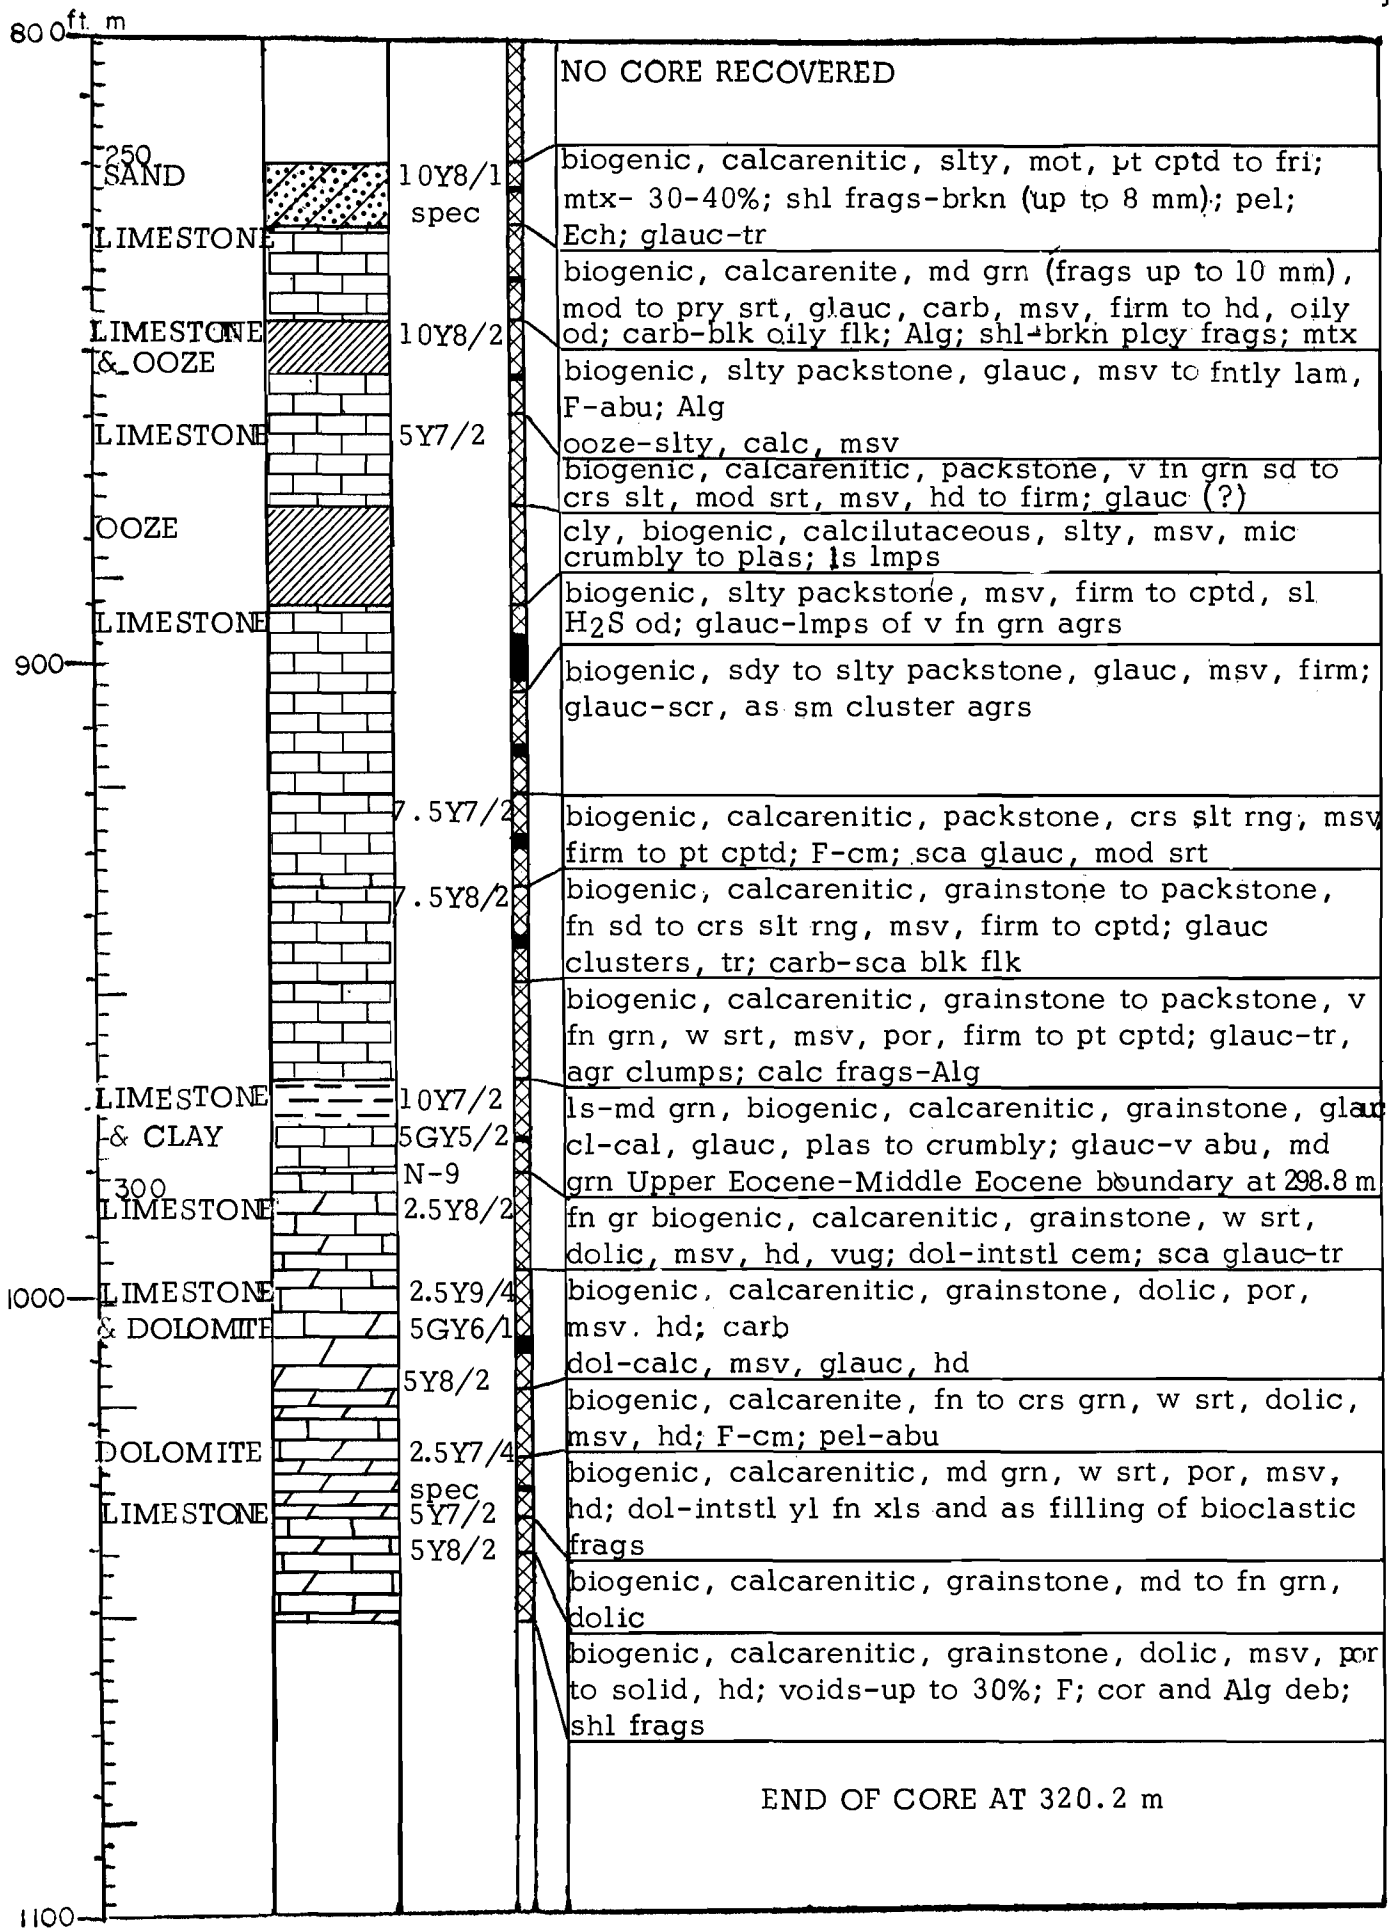 ft. m
800
NO CORE RECOVERED
250
SAND
10Y8/1
spec
biogenic, calcarenitic, slty, mot, pt cptd to fri;
mtx- 30-40%; shl frags-brkn (up to 8 mm); pel;
Ech; glauc-tr
LIMESTONE
biogenic, calcarenite, md grn (frags up to 10 mm),
mod to pry srt, glauc, carb, msv, firm to hd, oily
od; carb-blk oily flk; Alg; shl-brkn plcy frags; mtx
LIMESTONE
& OOZE
10Y8/2
biogenic, slty packstone, glauc, msv to fntly lam,
F-abu; Alg
ooze-slty, calc, msv
LIMESTONE
5Y7/2
biogenic, calcarenitic, packstone, v fn grn sd to
crs slt, mod srt, msv, hd to firm; glauc (?)
OOZE
cly, biogenic, calcilutaceous, slty, msv, mic
crumbly to plas; ls lmps
LIMESTONE
biogenic, slty packstone, msv, firm to cptd, sl
H2S od; glauc-lmps of v fn grn agrs
900
biogenic, sdy to slty packstone, glauc, msv, firm;
glauc-scr, as sm cluster agrs
7.5Y7/2
biogenic, calcarenitic, packstone, crs slt rng, msv,
firm to pt cptd; F-cm; sca glauc, mod srt
7.5Y8/2
biogenic, calcarenitic, grainstone to packstone,
fn sd to crs slt rng, msv, firm to cptd; glauc
clusters, tr; carb-sca blk flk
biogenic, calcarenitic, grainstone to packstone, v
fn grn, w srt, msv, por, firm to pt cptd; glauc-tr,
agr clumps; calc frags-Alg
LIMESTONE
& CLAY
10Y7/2
5GY5/2
N-9
ls-md grn, biogenic, calcarenitic, grainstone, glauc
cl-cal, glauc, plas to crumbly; glauc-v abu, md
grn Upper Eocene-Middle Eocene boundary at 298.8 m
300
LIMESTONE
2.5Y8/2
fn gr biogenic, calcarenitic, grainstone, w srt,
dolic, msv, hd, vug; dol-intstl cem; sca glauc-tr
1000
LIMESTONE
& DOLOMITE
2.5Y9/4
5GY6/1
5Y8/2
biogenic, calcarenitic, grainstone, dolic, por,
msv. hd; carb
dol-calc, msv, glauc, hd
biogenic, calcarenite, fn to crs grn, w srt, dolic,
msv, hd; F-cm; pel-abu
DOLOMITE
2.5Y7/4
spec
biogenic, calcarenitic, md grn, w srt, por, msv,
hd; dol-intstl yl fn xls and as filling of bioclastic
frags
LIMESTONE
5Y7/2
5Y8/2
biogenic, calcarenitic, grainstone, md to fn grn,
dolic
biogenic, calcarenitic, grainstone, dolic, msv, por
to solid, hd; voids-up to 30%; F; cor and Alg deb;
shl frags
END OF CORE AT 320.2 m
1100